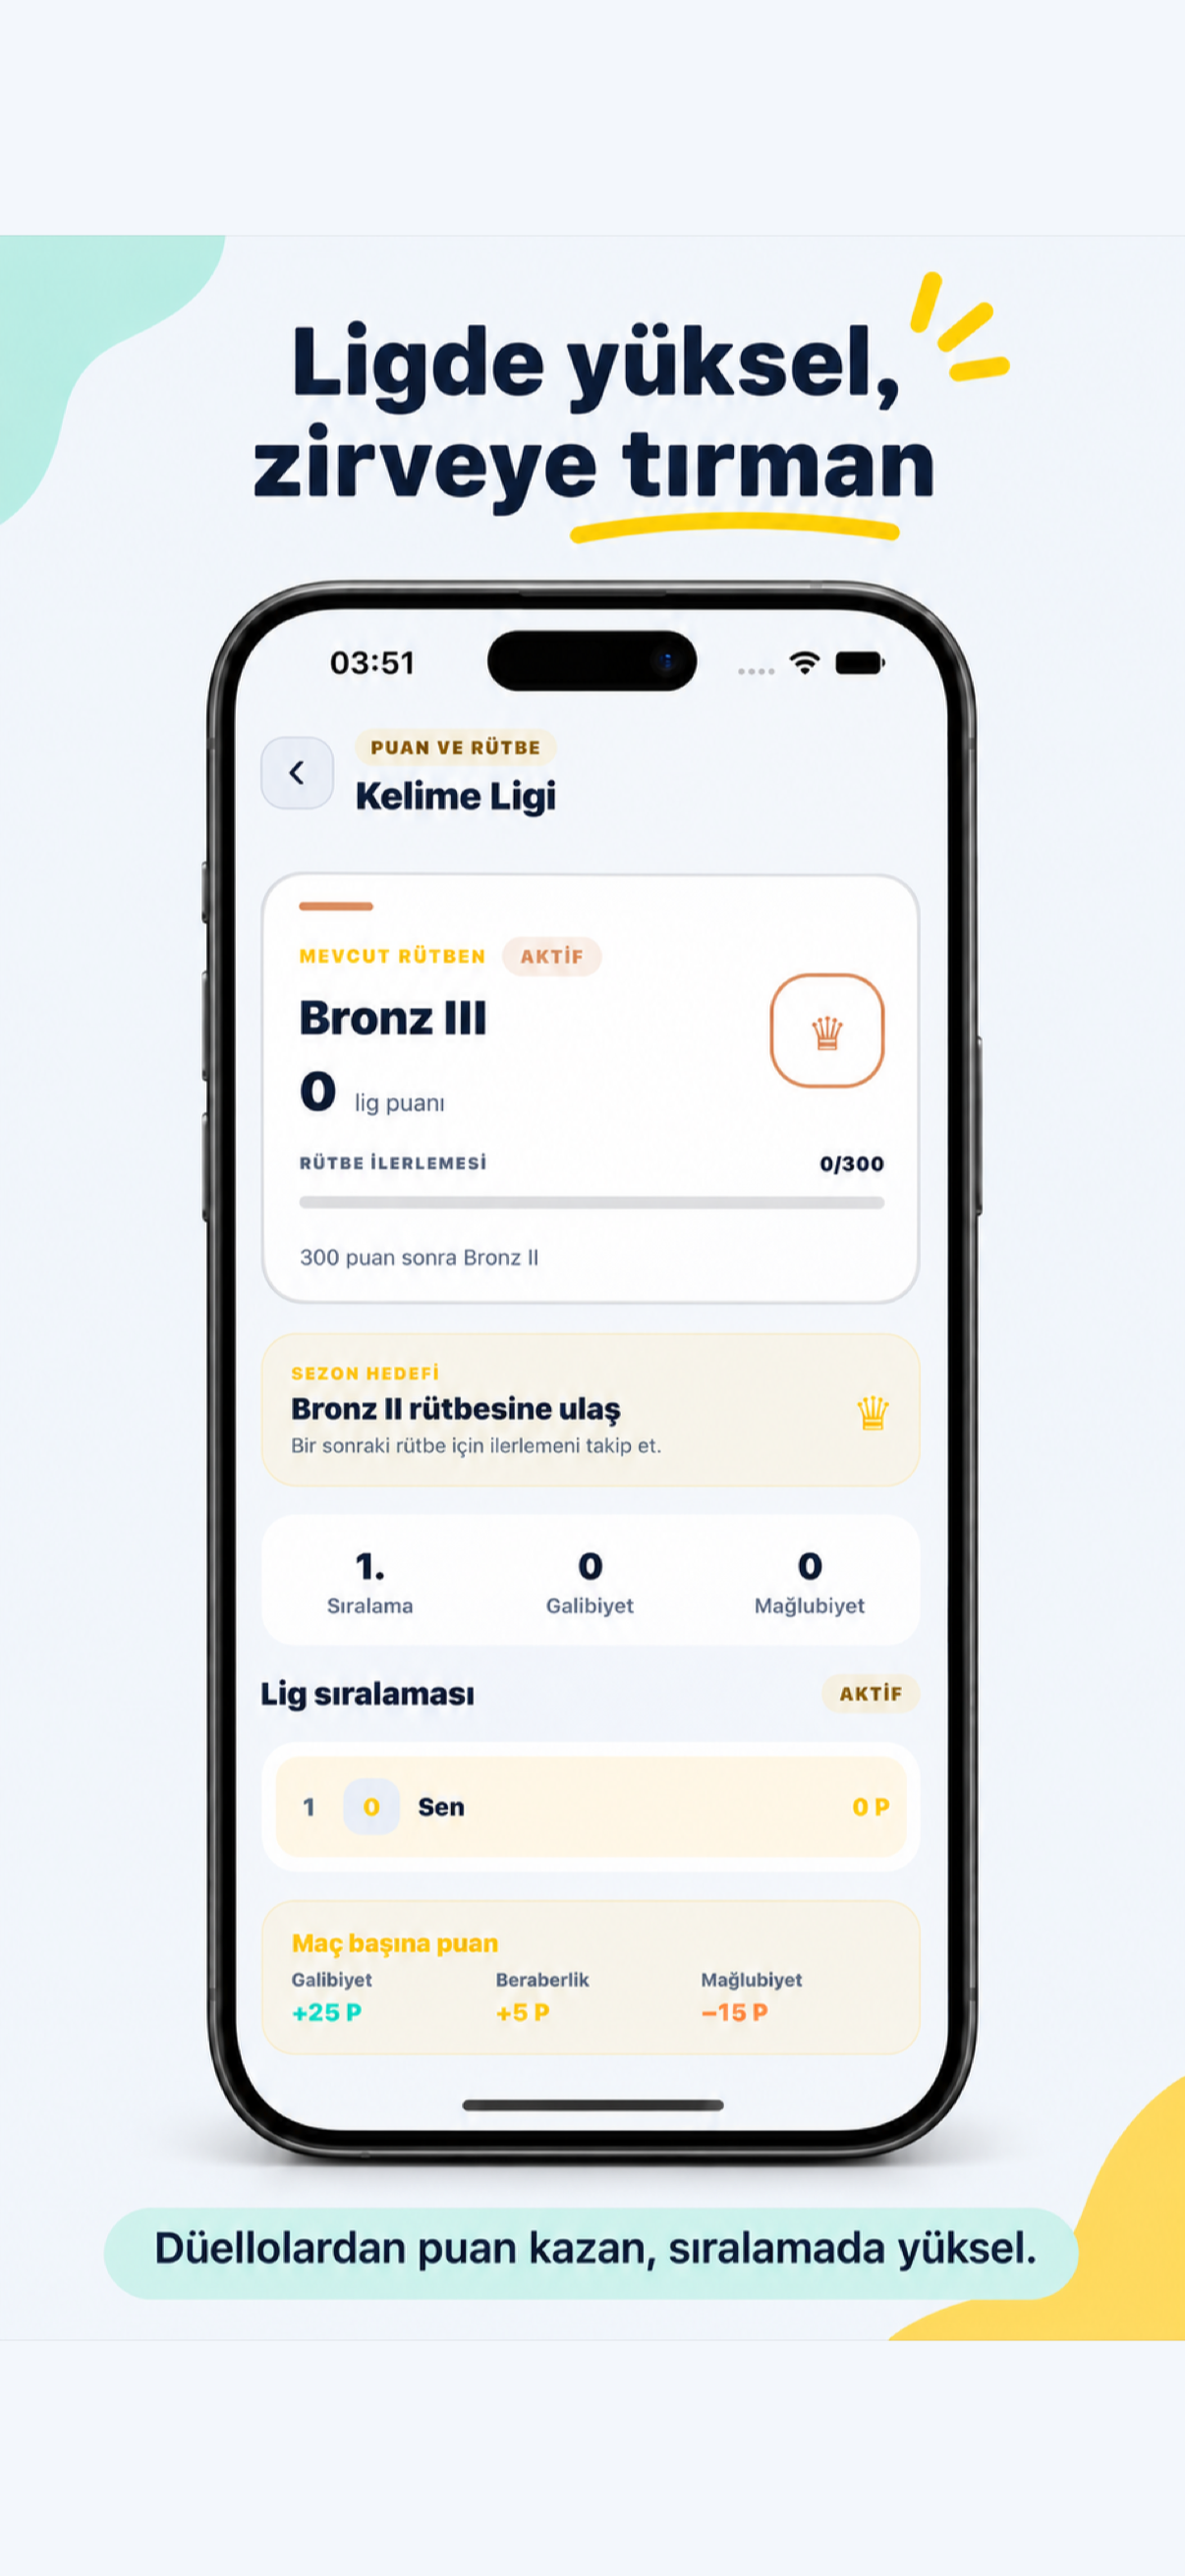 Ligde yüksel,
zirveye tırman
03:51
PUAN VE RÜTBE
Kelime Ligi
MEVCUT RÜTBEN AKTİF
Bronz III
0 lig puanı
RÜTBE İLERLEMESİ 0/300
300 puan sonra Bronz II
SEZON HEDEFİ
Bronz II rütbesine ulaş
Bir sonraki rütbe için ilerlemeni takip et.
1. 0 0
Sıralama Galibiyet Mağlubiyet
Lig sıralaması AKTİF
1 0 Sen 0 P
Maç başına puan
Galibiyet Beraberlik Mağlubiyet
+25 P +5 P −15 P
Düellolardan puan kazan, sıralamada yüksel.